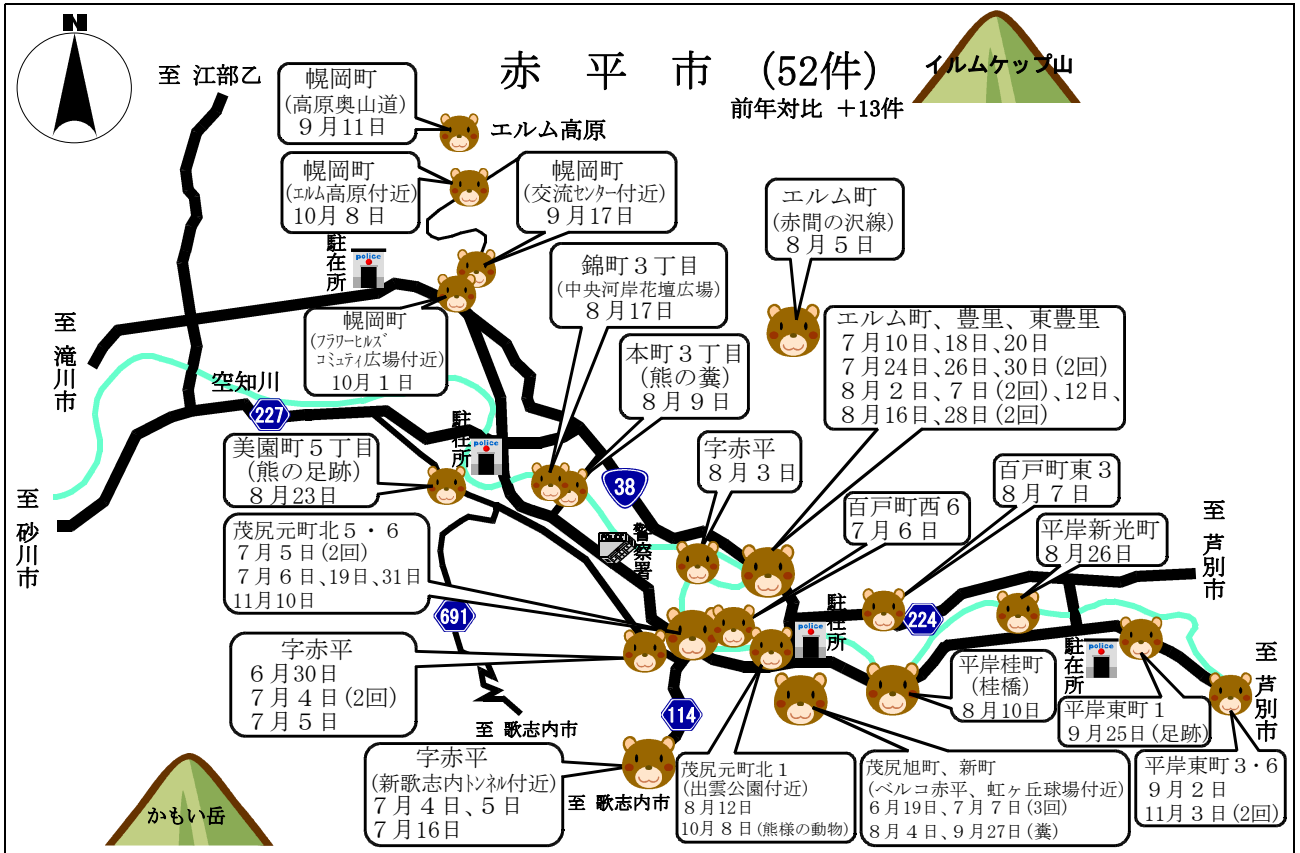 N
赤 平 市 (52件)
前年対比 +13件
イルムケップ山
至 江部乙
幌岡町
(高原奥山道)
9月11日
エルム高原
幌岡町
(エルム高原付近)
10月8日
幌岡町
(交流センター付近)
9月17日
エルム町
(赤間の沢線)
8月5日
駐在所
police
錦町3丁目
(中央河岸花壇広場)
8月17日
幌岡町
(フラワーヒルズ
コミュティ広場付近)
10月1日
至 滝川市
空知川
227
本町3丁目
(熊の糞)
8月9日
エルム町、豊里、東豊里
7月10日、18日、20日
7月24日、26日、30日(2回)
8月2日、7日(2回)、12日、
8月16日、28日(2回)
駐在所
police
美園町5丁目
(熊の足跡)
8月23日
38
字赤平
8月3日
百戸町東3
8月7日
百戸町西6
7月6日
平岸新光町
8月26日
至 砂川市
至 芦別市
茂尻元町北5・6
7月5日(2回)
7月6日、19日、31日
11月10日
警察署
691
224
駐在所
police
字赤平
6月30日
7月4日(2回)
7月5日
平岸桂町
(桂橋)
8月10日
駐在所
police
至 芦別市
114
平岸東町1
9月25日(足跡)
至 歌志内市
字赤平
(新歌志内トンネル付近)
7月4日、5日
7月16日
至 歌志内市
茂尻元町北1
(出雲公園付近)
8月12日
10月8日(熊様の動物)
茂尻旭町、新町
(ベルコ赤平、虹ヶ丘球場付近)
6月19日、7月7日(3回)
8月4日、9月27日(糞)
平岸東町3・6
9月2日
11月3日(2回)
かもい岳